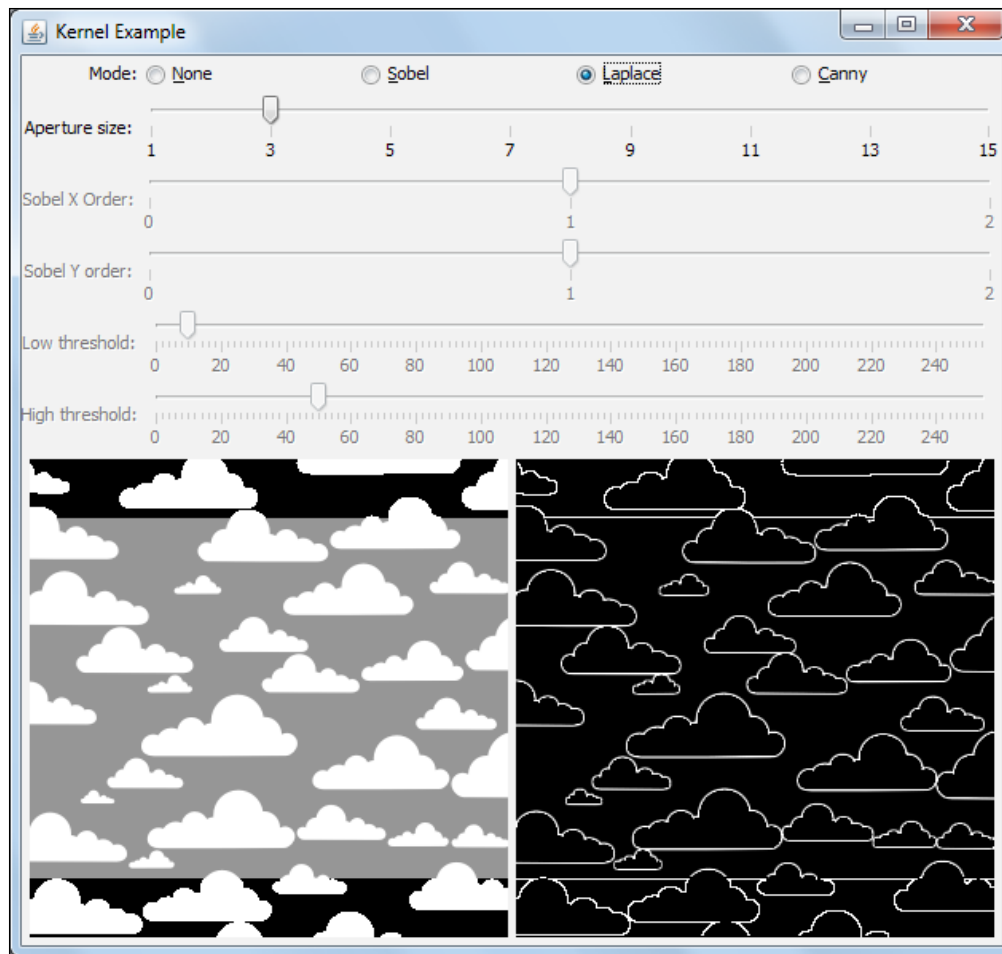 Kernel Example
Mode: None Sobel Laplace Canny
Aperture size:
1 3 5 7 9 11 13 15
Sobel X Order:
0 1 2
Sobel Y order:
0 1 2
Low threshold:
0 20 40 60 80 100 120 140 160 180 200 220 240
High threshold:
0 20 40 60 80 100 120 140 160 180 200 220 240